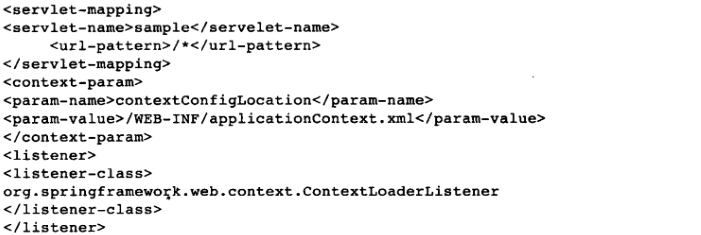 <servlet-mapping>
<servlet-name>sample</servelet-name>
<url-pattern>/*</url-pattern>
</servlet-mapping>
<context-param>
<param-name>contextConfigLocation</param-name>
<param-value>/WEB-INF/applicationContext.xml</param-value>
</context-param>
<listener>
<listener-class>
org.springframework.web.context.ContextLoaderListener
</listener-class>
</listener>